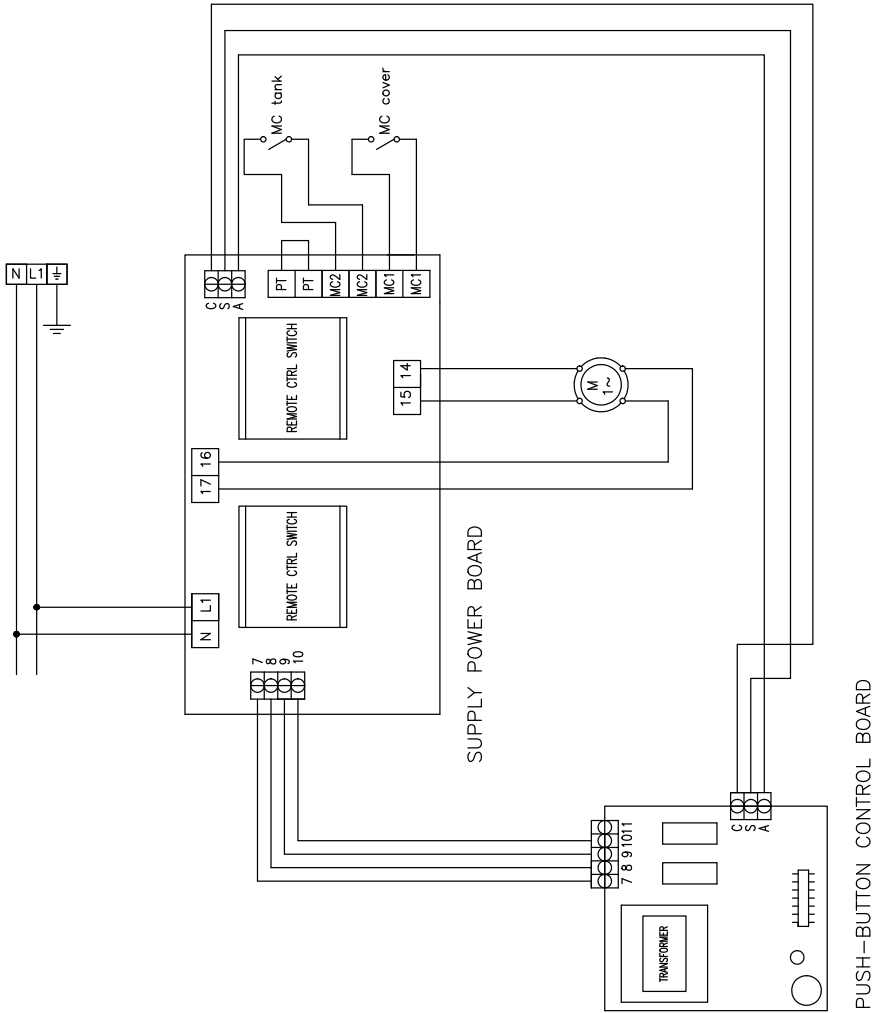 N L1
MC tank
MC cover
C
S
A
PT
PT
MC2
MC2
MC1
MC1
REMOTE CTRL SWITCH
15 14
M
1~
17 16
REMOTE CTRL SWITCH
N L1
7
8
9
10
SUPPLY POWER BOARD
C
S
A
7 8 9 10 11
TRANSFORMER
PUSH-BUTTON CONTROL BOARD